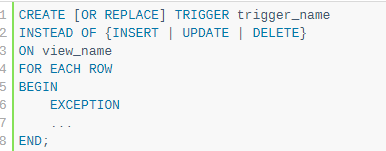 1 CREATE [OR REPLACE] TRIGGER trigger_name
2 INSTEAD OF {INSERT | UPDATE | DELETE}
3 ON view_name
4 FOR EACH ROW
5 BEGIN
6     EXCEPTION
7     ...
8 END;